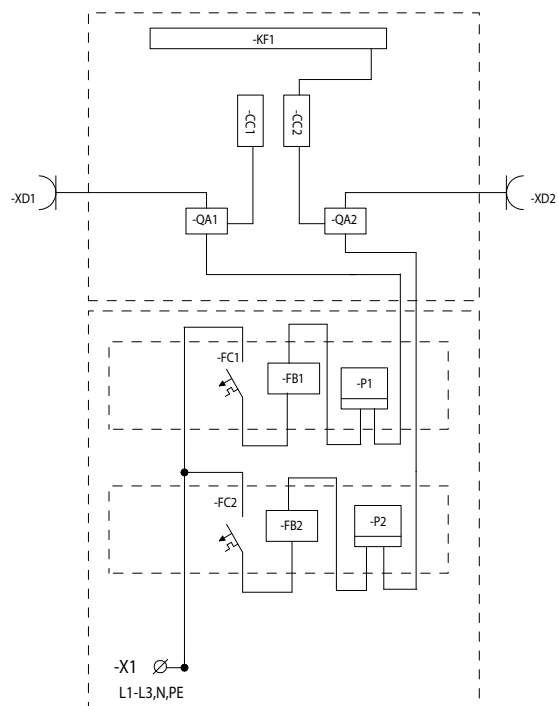 -KF1
-CC1
-CC2
-XD1
-QA1
-QA2
-XD2
-FC1
-FB1
-P1
-FC2
-FB2
-P2
-X1
L1-L3,N,PE